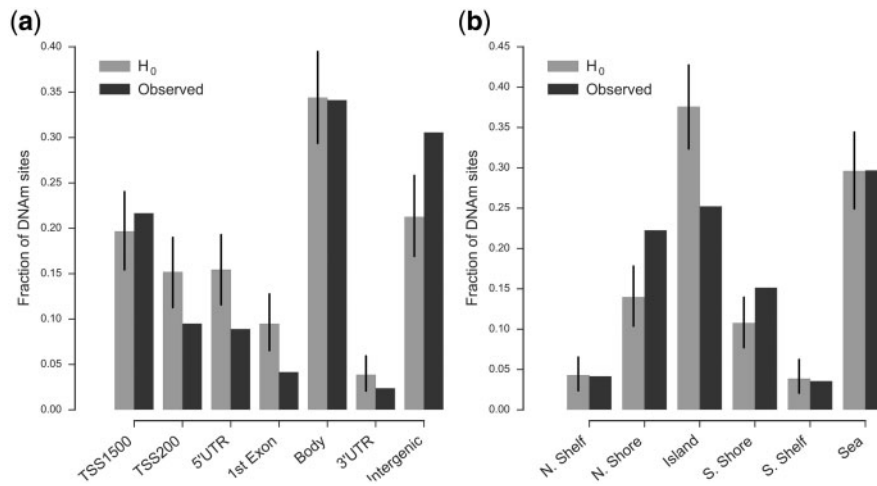 (a)
Fraction of DNAm sites
0.40
0.35
0.30
0.25
0.20
0.15
0.10
0.05
0.00
H0
Observed
TSS1500
TSS200
5'UTR
1st Exon
Body
3'UTR
Intergenic
(b)
Fraction of DNAm sites
0.45
0.40
0.35
0.30
0.25
0.20
0.15
0.10
0.05
0.00
H0
Observed
N. Shelf
N. Shore
Island
S. Shore
S. Shelf
Sea